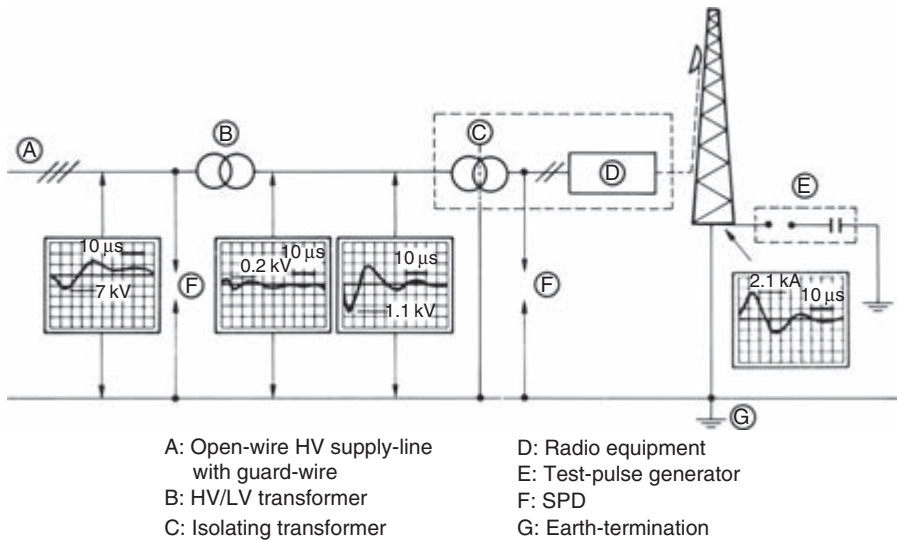 A
B
C
D
E
10 µs
7 kV
F
0.2 kV
10 µs
10 µs
1.1 kV
F
2.1 kA
10 µs
G
A: Open-wire HV supply-line
with guard-wire
B: HV/LV transformer
C: Isolating transformer
D: Radio equipment
E: Test-pulse generator
F: SPD
G: Earth-termination